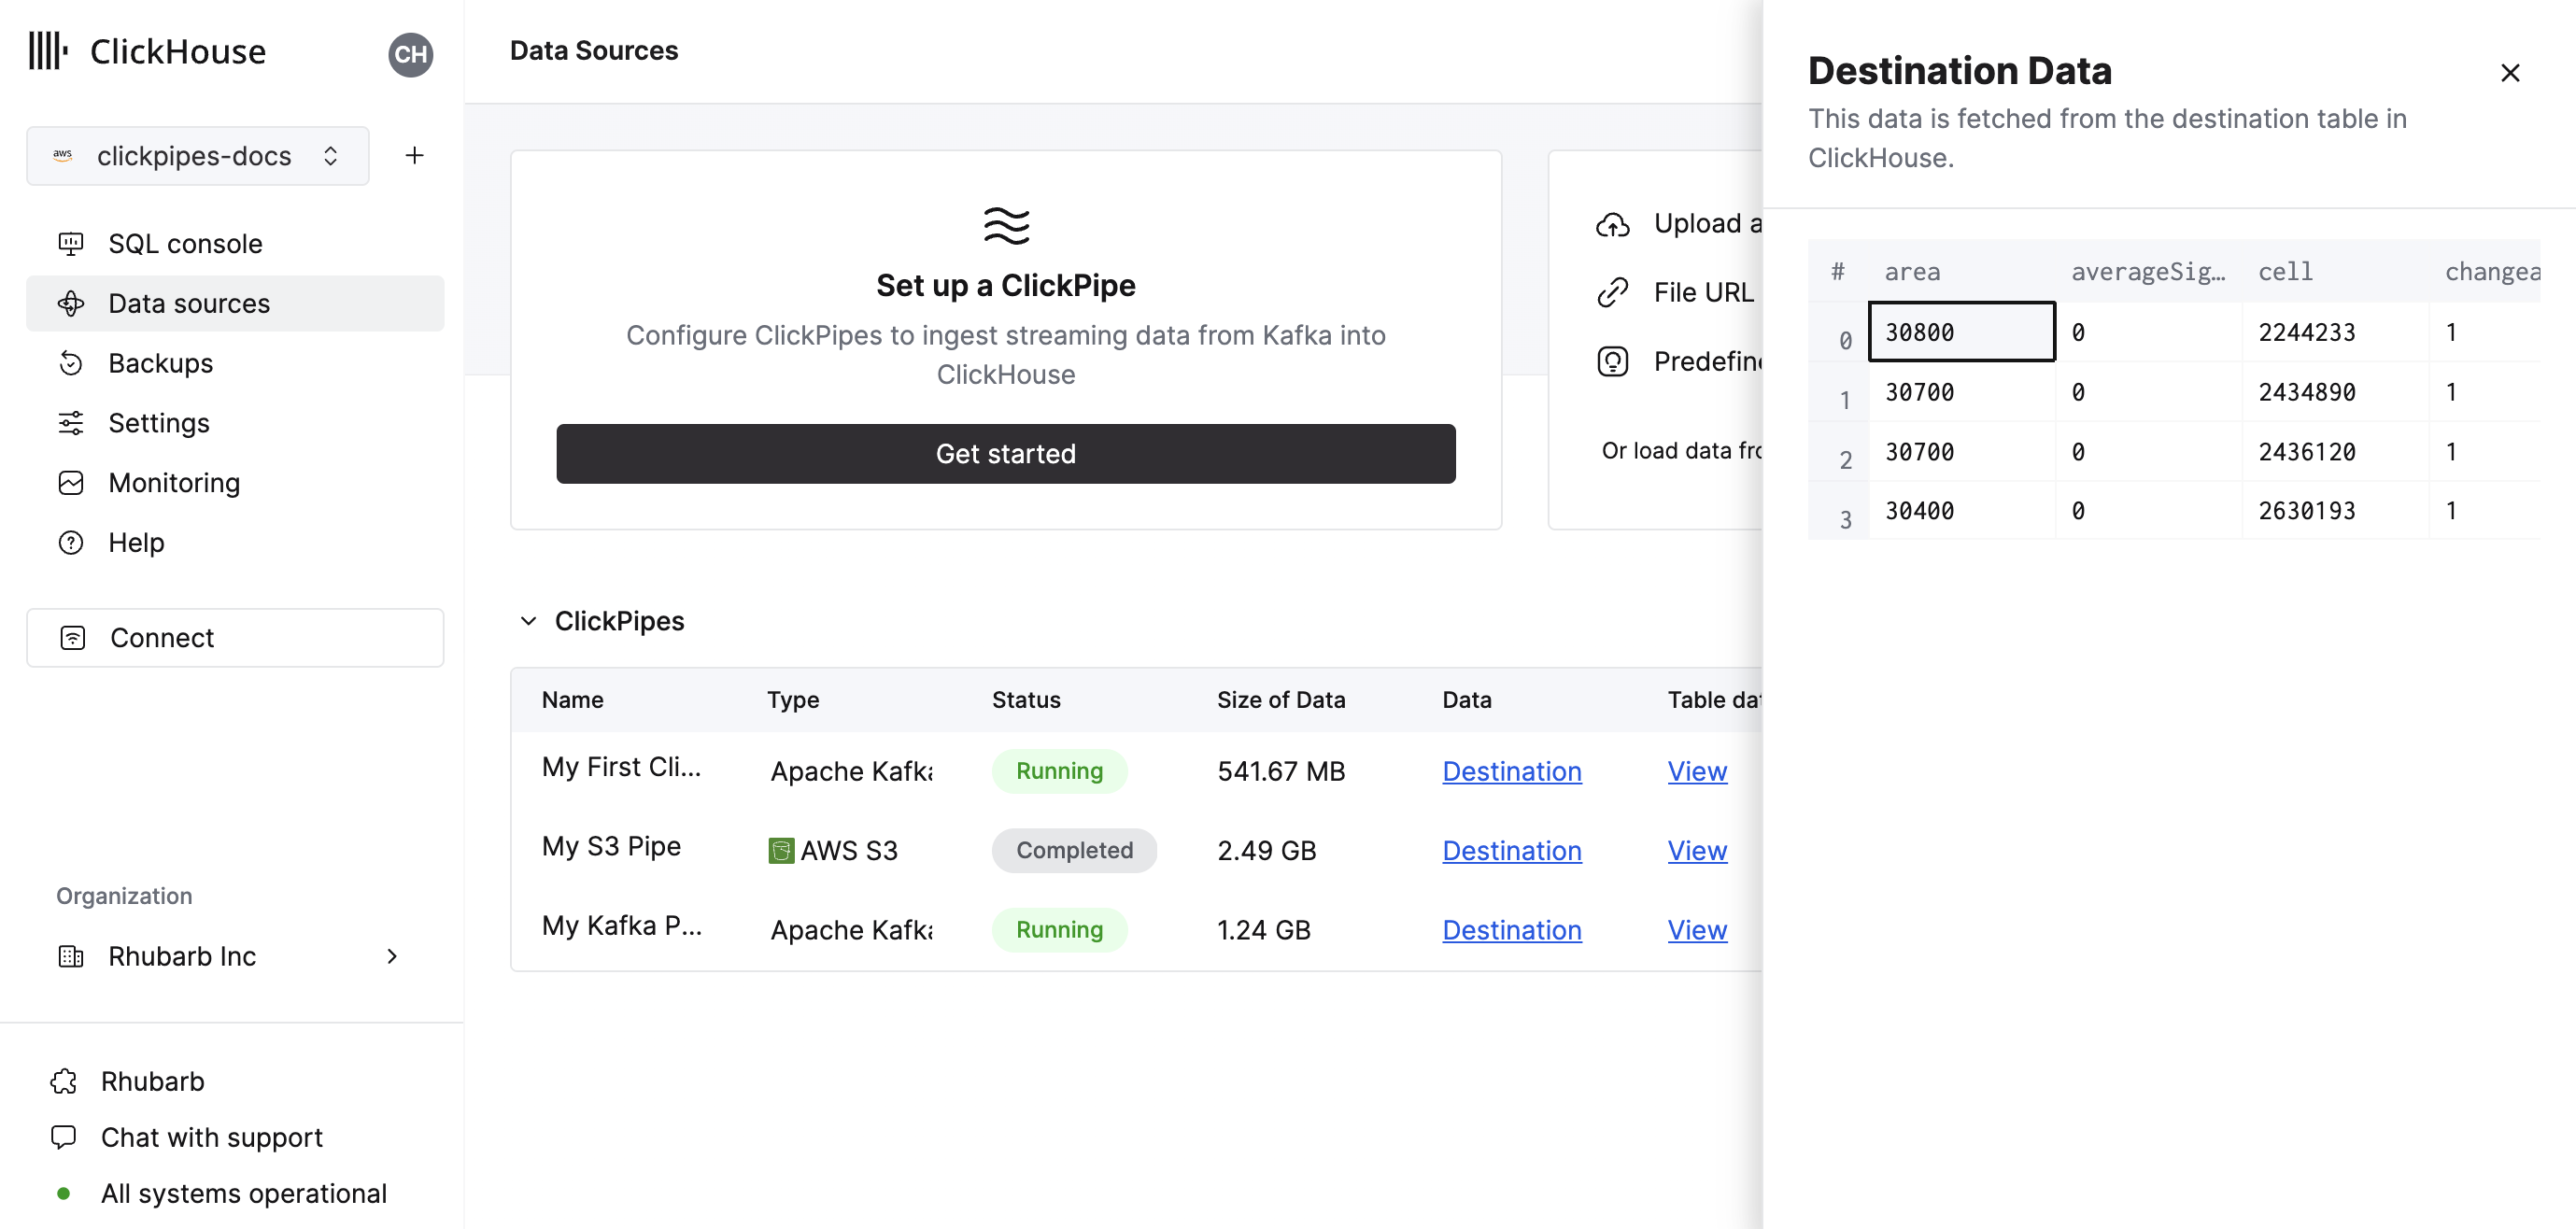 ClickHouse
CH
aws clickpipes-docs
SQL console
Data sources
Backups
Settings
Monitoring
Help
Connect
Organization
Rhubarb Inc
Rhubarb
Chat with support
All systems operational
Data Sources
Set up a ClickPipe
Configure ClickPipes to ingest streaming data from Kafka into
ClickHouse
Get started
Upload a
File URL
Predefine
Or load data fro
ClickPipes
Name Type Status Size of Data Data Table dat
My First Cli... Apache Kafka Running 541.67 MB Destination View
My S3 Pipe AWS S3 Completed 2.49 GB Destination View
My Kafka P... Apache Kafka Running 1.24 GB Destination View
Destination Data
This data is fetched from the destination table in
ClickHouse.
# area averageSig... cell changea
0 30800 0 2244233 1
1 30700 0 2434890 1
2 30700 0 2436120 1
3 30400 0 2630193 1